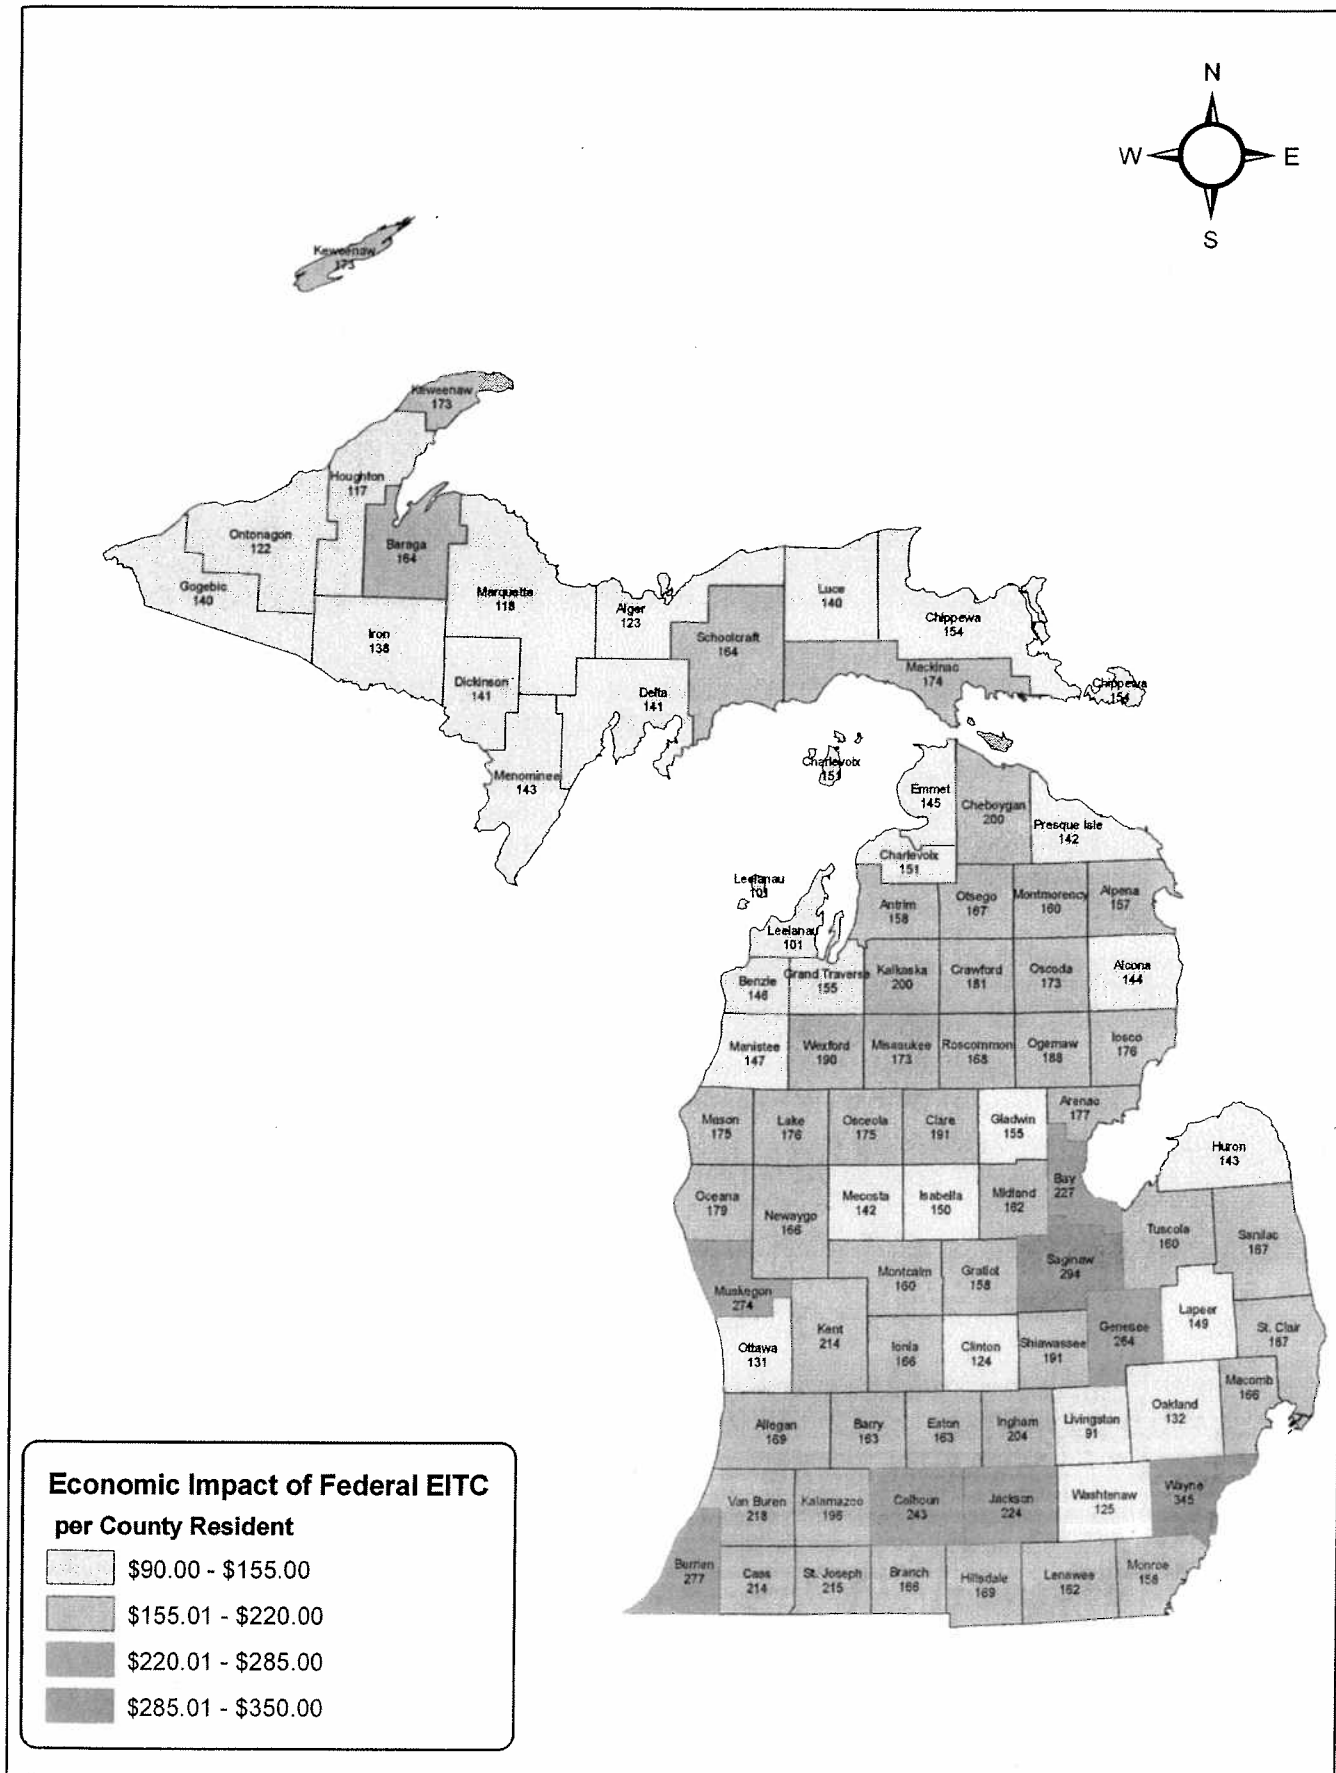 N
W E
S
Keweenaw
173
Keweenaw
173
Houghton
117
Ontonagon
122
Baraga
164
Gogebic
140
Marquette
118
Luce
140
Alger
123
Chippewa
154
Iron
138
Schoolcraft
164
Mackinac
174
Dickinson
141
Delta
141
Chippewa
154
Charlevoix
151
Menominee
143
Emmet
145
Cheboygan
200
Presque Isle
142
Charlevoix
151
Leelanau
101
Antrim
158
Otsego
167
Montmorency
160
Alpena
157
Leelanau
101
Benzie
146
Grand Traverse
155
Kalkaska
200
Crawford
181
Oscoda
173
Alcona
144
Manistee
147
Wexford
190
Missaukee
173
Roscommon
168
Ogemaw
188
Iosco
176
Mason
175
Lake
176
Osceola
175
Clare
191
Gladwin
155
Arenac
177
Huron
143
Oceana
179
Newaygo
166
Mecosta
142
Isabella
150
Midland
162
Bay
227
Tuscola
160
Sanilac
167
Muskegon
274
Montcalm
160
Gratiot
158
Saginaw
294
Lapeer
149
Ottawa
131
Kent
214
Ionia
166
Clinton
124
Shiawassee
191
Genesee
264
St. Clair
167
Macomb
166
Allegan
169
Barry
163
Eaton
163
Ingham
204
Livingston
91
Oakland
132
Van Buren
218
Kalamazoo
196
Calhoun
243
Jackson
224
Washtenaw
125
Wayne
345
Berrien
277
Cass
214
St. Joseph
215
Branch
166
Hillsdale
169
Lenawee
162
Monroe
158
Economic Impact of Federal EITC
per County Resident
$90.00 - $155.00
$155.01 - $220.00
$220.01 - $285.00
$285.01 - $350.00